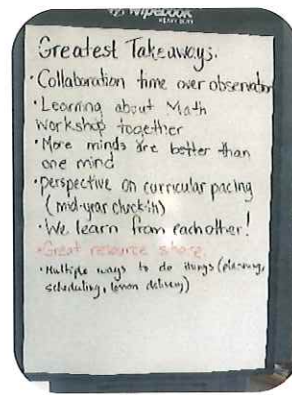 Wipebook
Greatest Takeaways.
• Collaboration time over observation
• Learning about Math
Workshop together
• More minds are better than
one mind
• perspective on curricular pacing
(mid-year check-in)
• We learn from each other!
• Great resource share.
• Multiple ways to do things (planning,
scheduling, lesson delivery)